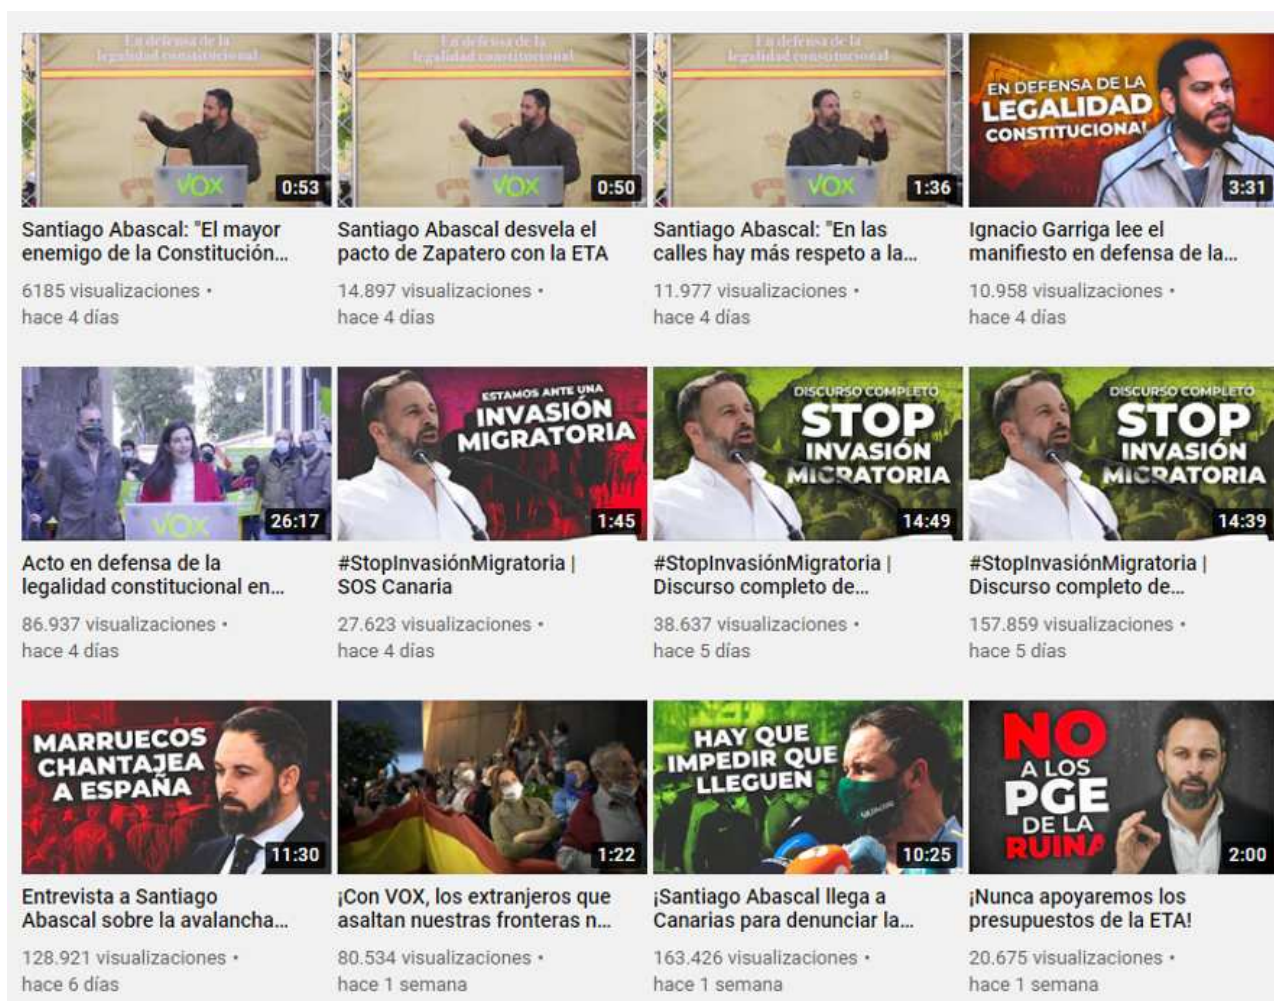 En defensa de la
legalidad constitucional
VOX
0:53
En defensa de la
legalidad constitucional
VOX
0:50
En defensa de la
legalidad constitucional
VOX
1:36
EN DEFENSA DE LA
LEGALIDAD
CONSTITUCIONAL
3:31
Santiago Abascal: "El mayor
enemigo de la Constitución...
6185 visualizaciones •
hace 4 días
Santiago Abascal desvela el
pacto de Zapatero con la ETA
14.897 visualizaciones •
hace 4 días
Santiago Abascal: "En las
calles hay más respeto a la...
11.977 visualizaciones •
hace 4 días
Ignacio Garriga lee el
manifiesto en defensa de la...
10.958 visualizaciones •
hace 4 días
VOX
26:17
ESTAMOS ANTE UNA
INVASIÓN
MIGRATORIA
1:45
DISCURSO COMPLETO
STOP
INVASIÓN
MIGRATORIA
14:49
DISCURSO COMPLETO
STOP
INVASIÓN
MIGRATORIA
14:39
Acto en defensa de la
legalidad constitucional en...
86.937 visualizaciones •
hace 4 días
#StopInvasiónMigratoria |
SOS Canaria
27.623 visualizaciones •
hace 4 días
#StopInvasiónMigratoria |
Discurso completo de...
38.637 visualizaciones •
hace 5 días
#StopInvasiónMigratoria |
Discurso completo de...
157.859 visualizaciones •
hace 5 días
MARRUECOS
CHANTAJEA
A ESPAÑA
11:30
1:22
HAY QUE
IMPEDIR QUE
LLEGUEN
10:25
NO
A LOS
PGE
DE LA
RUINA
2:00
Entrevista a Santiago
Abascal sobre la avalancha...
128.921 visualizaciones •
hace 6 días
¡Con VOX, los extranjeros que
asaltan nuestras fronteras n...
80.534 visualizaciones •
hace 1 semana
¡Santiago Abascal llega a
Canarias para denunciar la...
163.426 visualizaciones •
hace 1 semana
¡Nunca apoyaremos los
presupuestos de la ETA!
20.675 visualizaciones •
hace 1 semana